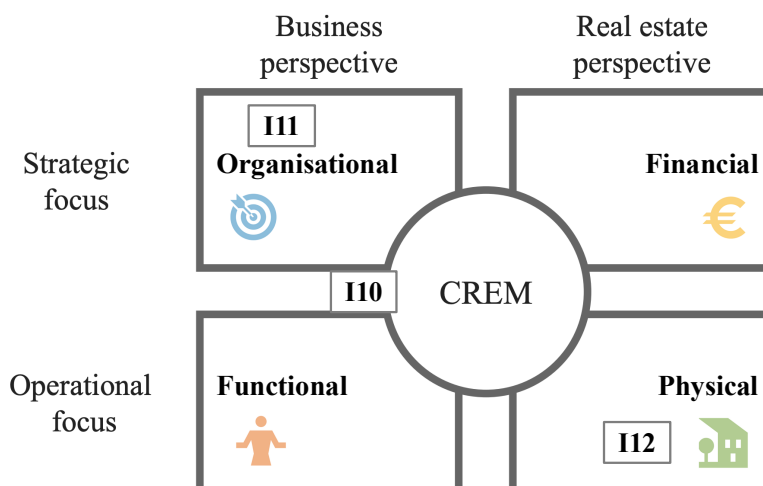 Business
perspective
Real estate
perspective
Strategic
focus
I11
Organisational
Financial
€
I10
CREM
Operational
focus
Functional
Physical
I12